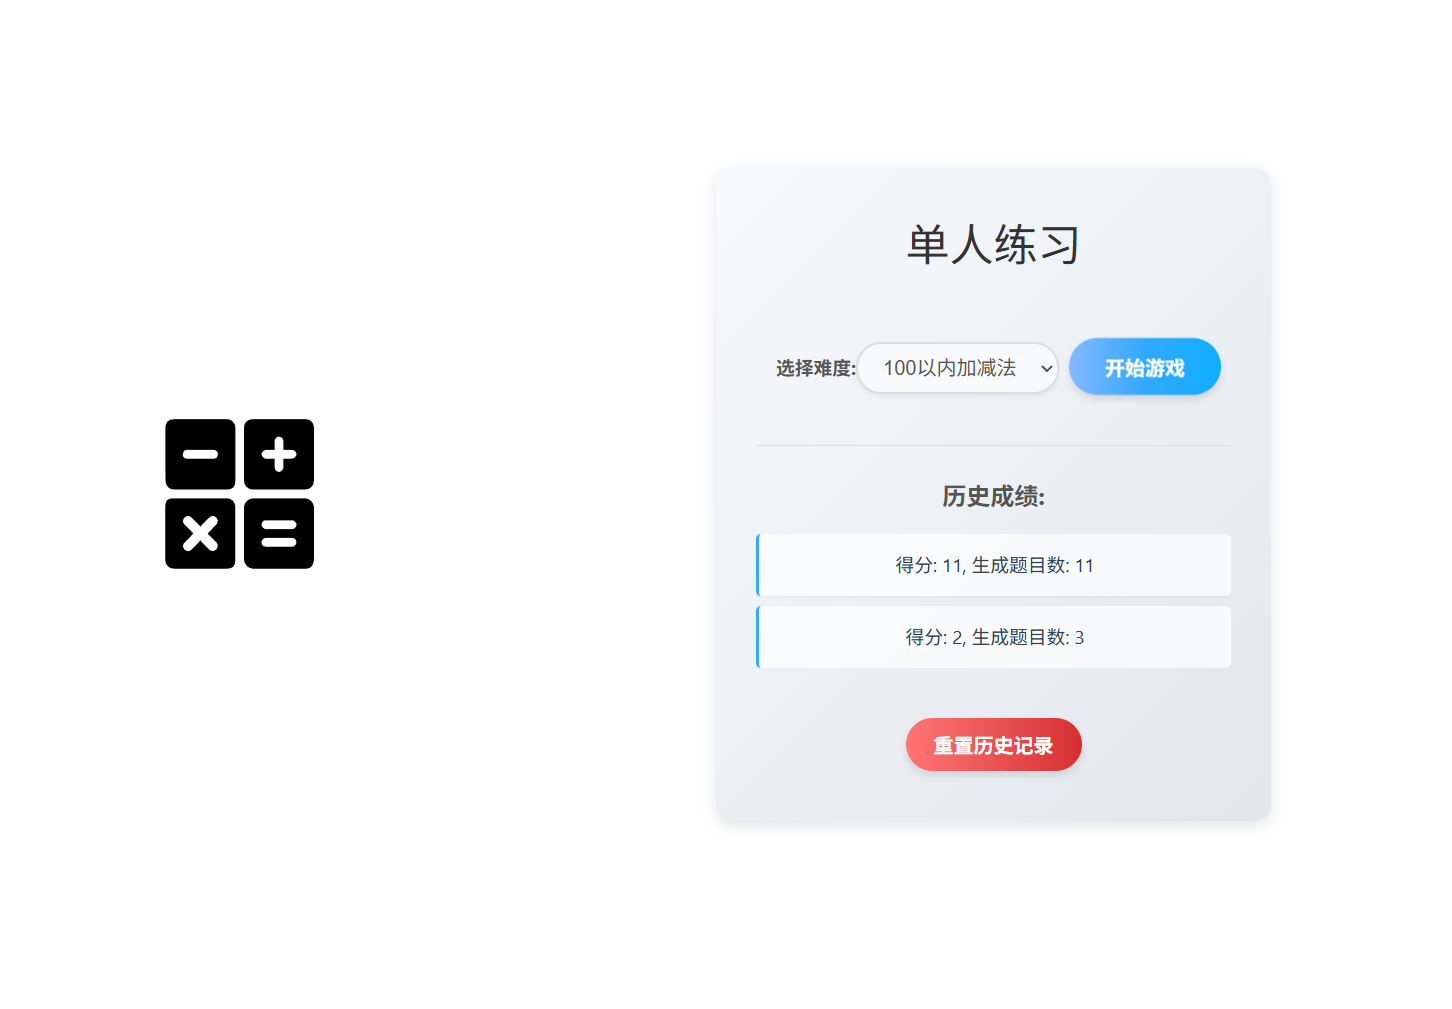 单人练习
选择难度: 100以内加减法 开始游戏
历史成绩:
得分: 11, 生成题目数: 11
得分: 2, 生成题目数: 3
重置历史记录